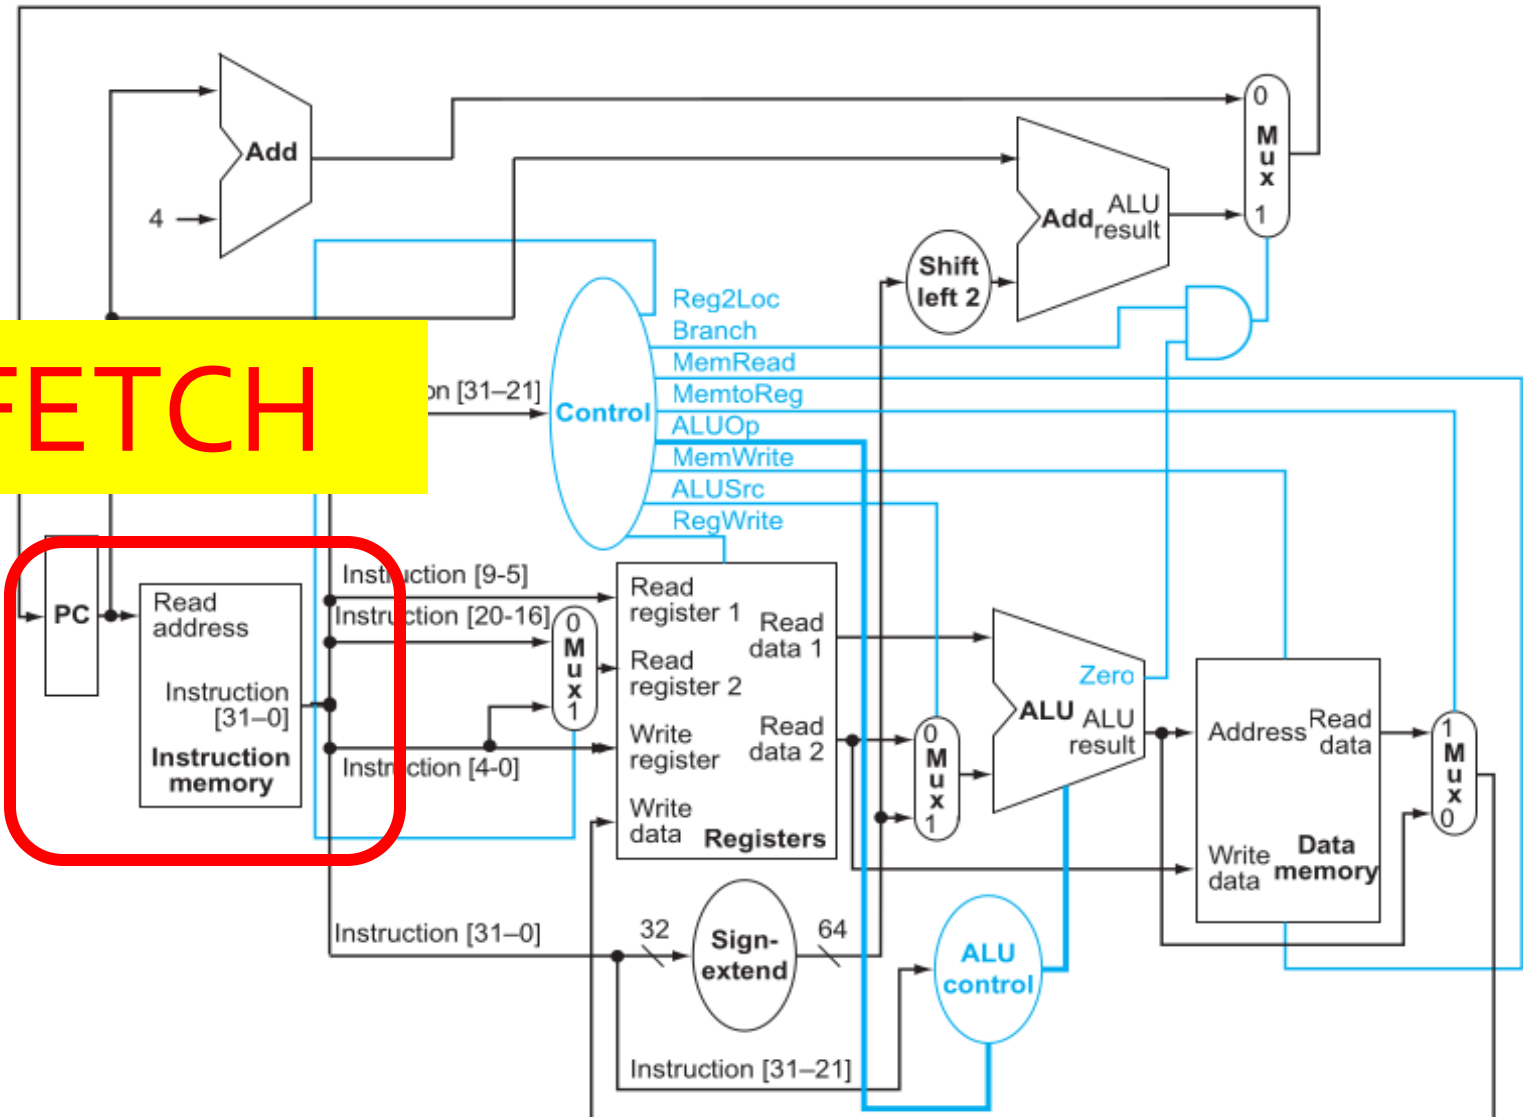 0
Mux
1
Add
4
Add
ALU
result
Shift
left 2
Reg2Loc
Branch
MemRead
MemtoReg
ALUOp
MemWrite
ALUSrc
RegWrite
Control
FETCH
on [31–21]
PC
Read
address
Instruction
[31–0]
Instruction
memory
Instruction [9-5]
Instruction [20-16]
Instruction [4-0]
0
Mux
1
Read
register 1
Read
register 2
Write
register
Write
data
Registers
Read
data 1
Read
data 2
0
Mux
1
Zero
ALU
ALU
result
Address
Read
data
Write
data
Data
memory
1
Mux
0
Instruction [31–0]
32
Sign-
extend
64
ALU
control
Instruction [31–21]